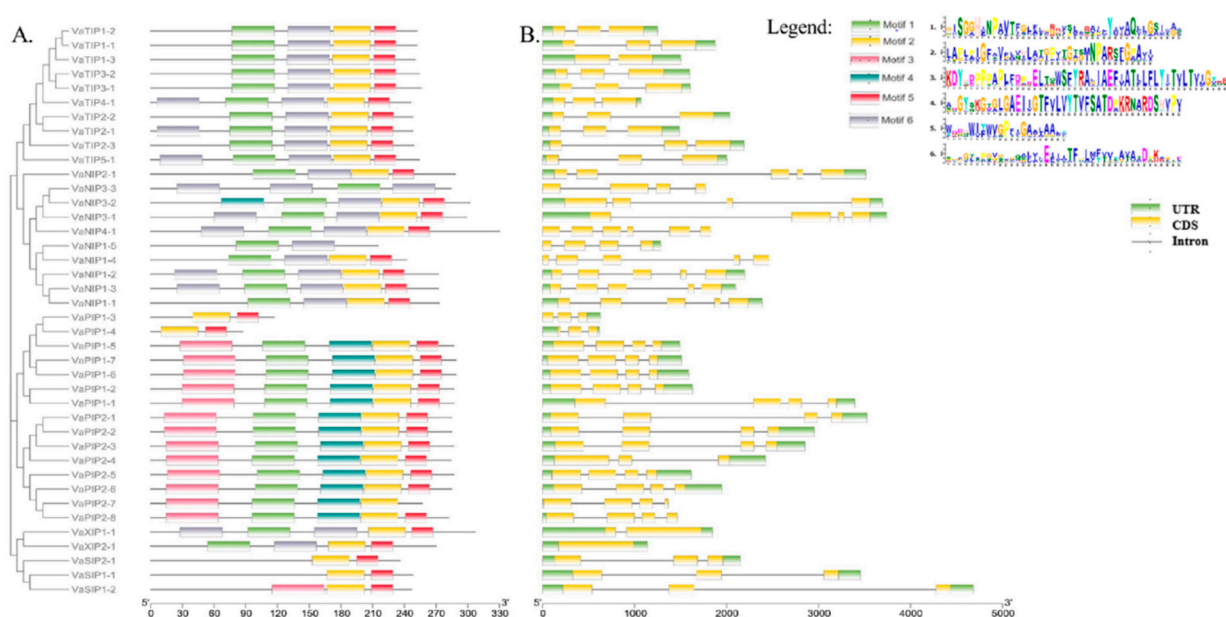 A.
B.
Legend:
Motif 1
Motif 2
Motif 3
Motif 4
Motif 5
Motif 6
1.
2.
3.
4.
5.
6.
UTR
CDS
Intron
VaTIP1-2
VaTIP1-1
VaTIP1-3
VaTIP3-2
VaTIP3-1
VaTIP4-1
VaTIP2-2
VaTIP2-1
VaTIP2-3
VaTIP5-1
VaNIP2-1
VaNIP3-3
VaNIP3-2
VaNIP3-1
VaNIP4-1
VaNIP1-5
VaNIP1-4
VaNIP1-2
VaNIP1-3
VaNIP1-1
VaPIP1-3
VaPIP1-4
VaPIP1-5
VaPIP1-7
VaPIP1-6
VaPIP1-2
VaPIP1-1
VaPIP2-1
VaPIP2-2
VaPIP2-3
VaPIP2-4
VaPIP2-5
VaPIP2-6
VaPIP2-7
VaPIP2-8
VaXIP1-1
VaXIP2-1
VaSIP2-1
VaSIP1-1
VaSIP1-2
5' 3' 5' 3'
0 30 60 90 120 150 180 210 240 270 300 330 0 1000 2000 3000 4000 5000